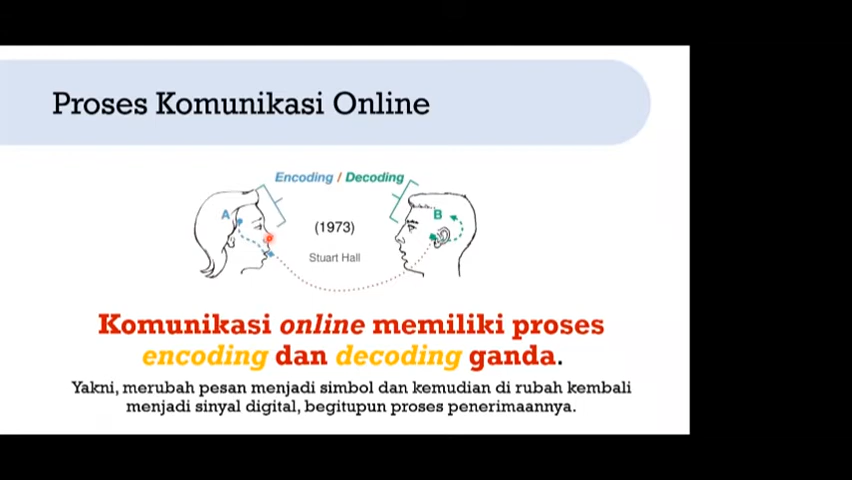 Proses Komunikasi Online
Encoding / Decoding
A
B
(1973)
Stuart Hall
Komunikasi online memiliki proses
encoding dan decoding ganda.
Yakni, merubah pesan menjadi simbol dan kemudian di rubah kembali
menjadi sinyal digital, begitupun proses penerimaannya.